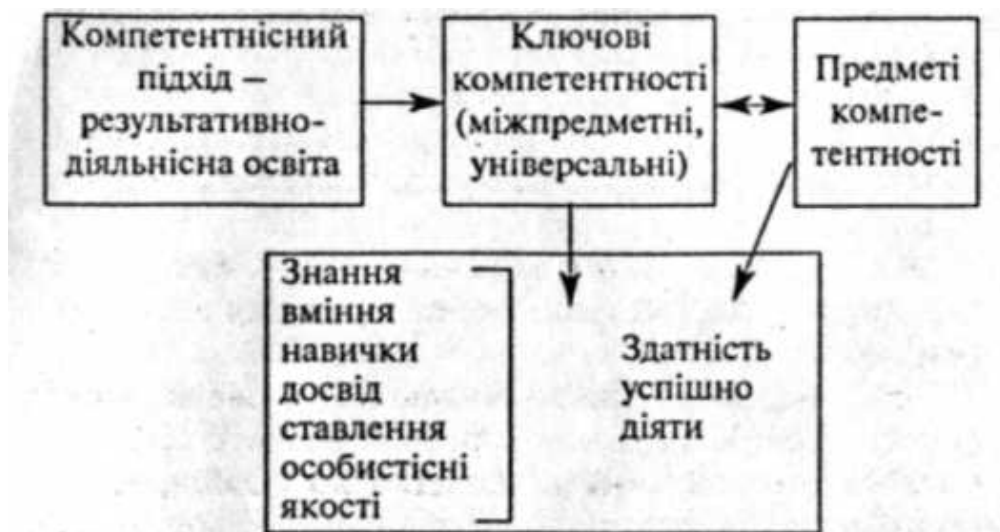 Компетентнісний
підхід –
результативно-
діяльнісна освіта
Ключові
компетентності
(міжпредметні,
універсальні)
Предметі
компе-
тентності
Знання
вміння
навички
досвід
ставлення
особистісні
якості
Здатність
успішно
діяти